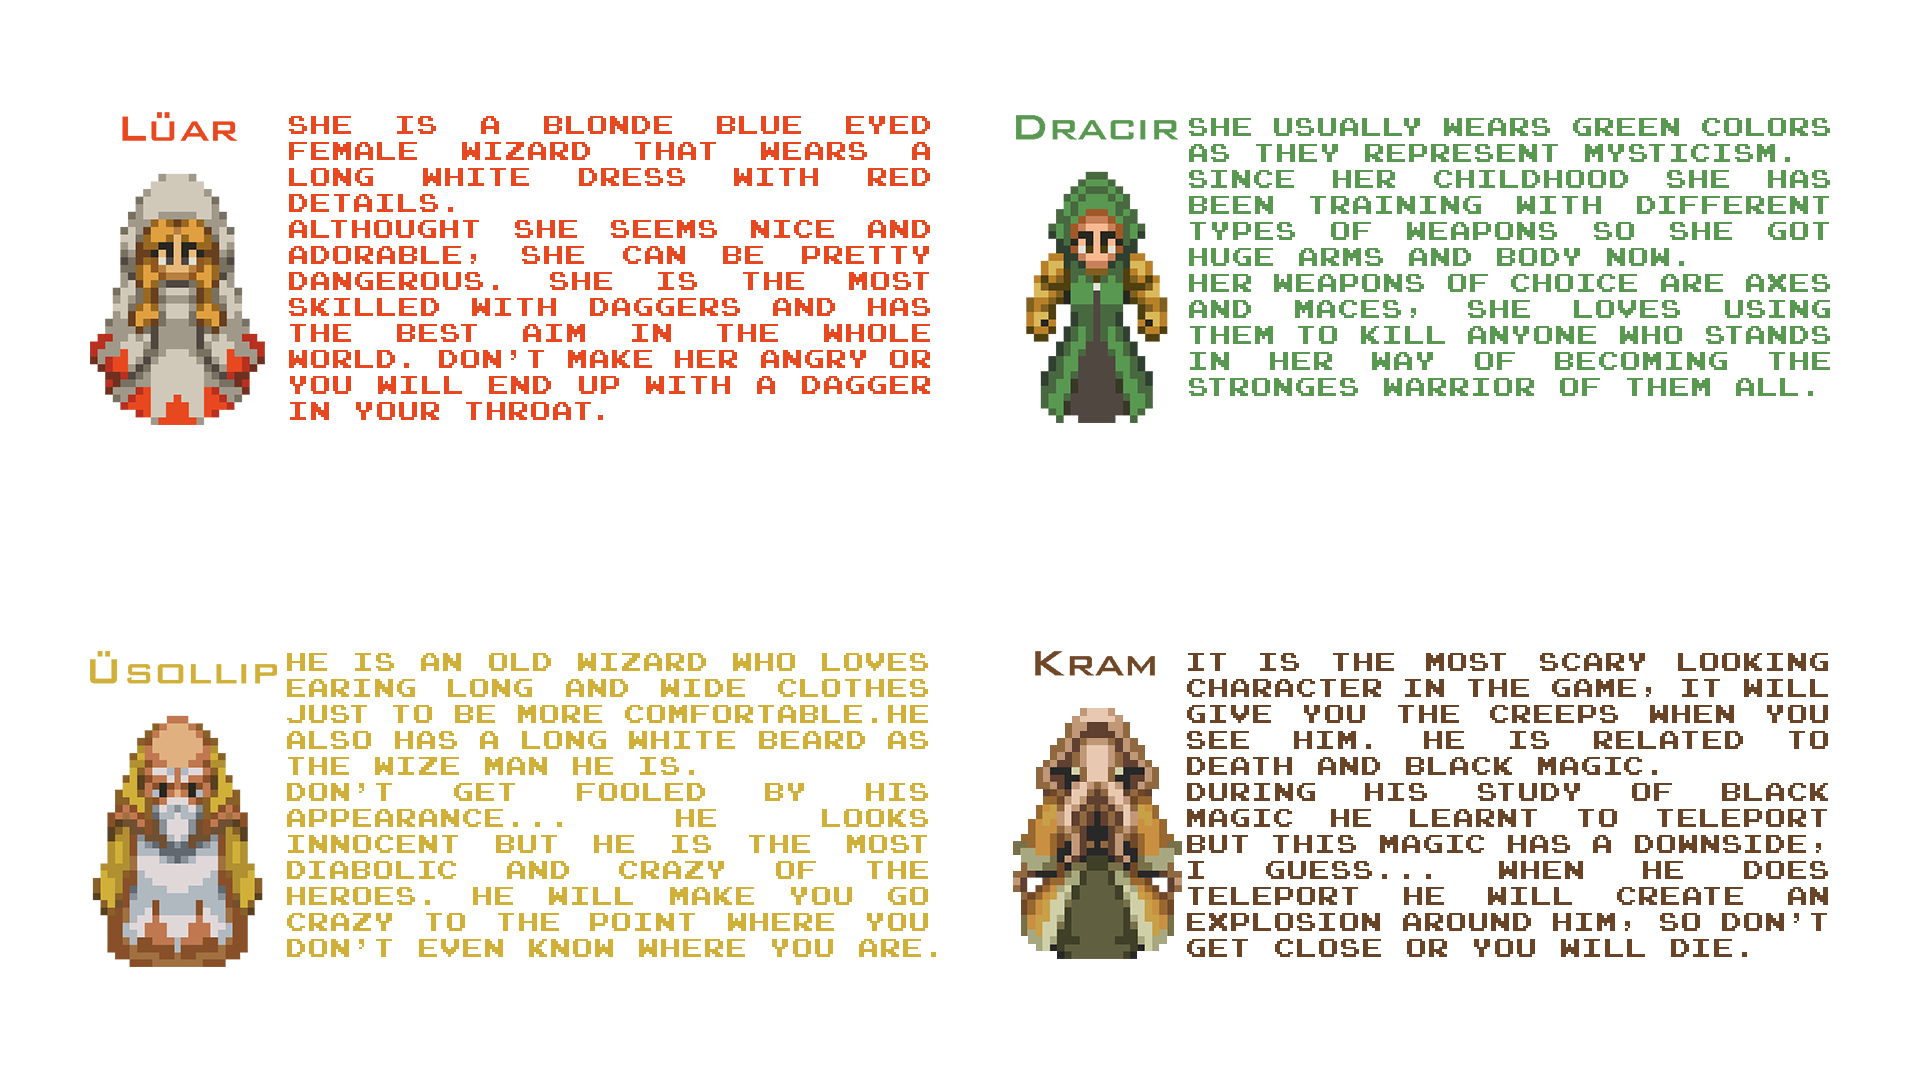 Lüar
SHE IS A BLONDE BLUE EYED
FEMALE WIZARD THAT WEARS A
LONG WHITE DRESS WITH RED
DETAILS.
ALTHOUGHT SHE SEEMS NICE AND
ADORABLE, SHE CAN BE PRETTY
DANGEROUS. SHE IS THE MOST
SKILLED WITH DAGGERS AND HAS
THE BEST AIM IN THE WHOLE
WORLD. DON'T MAKE HER ANGRY OR
YOU WILL END UP WITH A DAGGER
IN YOUR THROAT.
Dracir
SHE USUALLY WEARS GREEN COLORS
AS THEY REPRESENT MYSTICISM.
SINCE HER CHILDHOOD SHE HAS
BEEN TRAINING WITH DIFFERENT
TYPES OF WEAPONS SO SHE GOT
HUGE ARMS AND BODY NOW.
HER WEAPONS OF CHOICE ARE AXES
AND MACES, SHE LOVES USING
THEM TO KILL ANYONE WHO STANDS
IN HER WAY OF BECOMING THE
STRONGES WARRIOR OF THEM ALL.
Üsollip
HE IS AN OLD WIZARD WHO LOVES
EARING LONG AND WIDE CLOTHES
JUST TO BE MORE COMFORTABLE.HE
ALSO HAS A LONG WHITE BEARD AS
THE WIZE MAN HE IS.
DON'T GET FOOLED BY HIS
APPEARANCE... HE LOOKS
INNOCENT BUT HE IS THE MOST
DIABOLIC AND CRAZY OF THE
HEROES. HE WILL MAKE YOU GO
CRAZY TO THE POINT WHERE YOU
DON'T EVEN KNOW WHERE YOU ARE.
Kram
IT IS THE MOST SCARY LOOKING
CHARACTER IN THE GAME, IT WILL
GIVE YOU THE CREEPS WHEN YOU
SEE HIM. HE IS RELATED TO
DEATH AND BLACK MAGIC.
DURING HIS STUDY OF BLACK
MAGIC HE LEARNT TO TELEPORT
BUT THIS MAGIC HAS A DOWNSIDE,
I GUESS... WHEN HE DOES
TELEPORT HE WILL CREATE AN
EXPLOSION AROUND HIM, SO DON'T
GET CLOSE OR YOU WILL DIE.